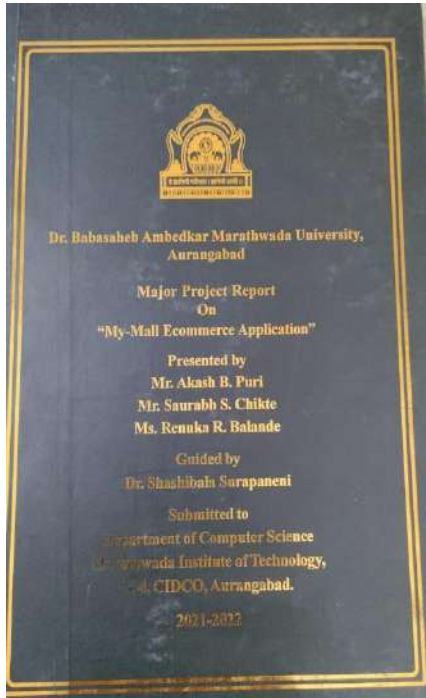 Dr. Babasaheb Ambedkar Marathwada University,
Aurangabad
Major Project Report
On
“My-Mall Ecommerce Application”
Presented by
Mr. Akash B. Puri
Mr. Saurabh S. Chikte
Ms. Renuka R. Balande
Guided by
Dr. Shashibala Surapaneni
Submitted to
Department of Computer Science
Institute of Technology,
CIDCO, Aurangabad.
2021-2022